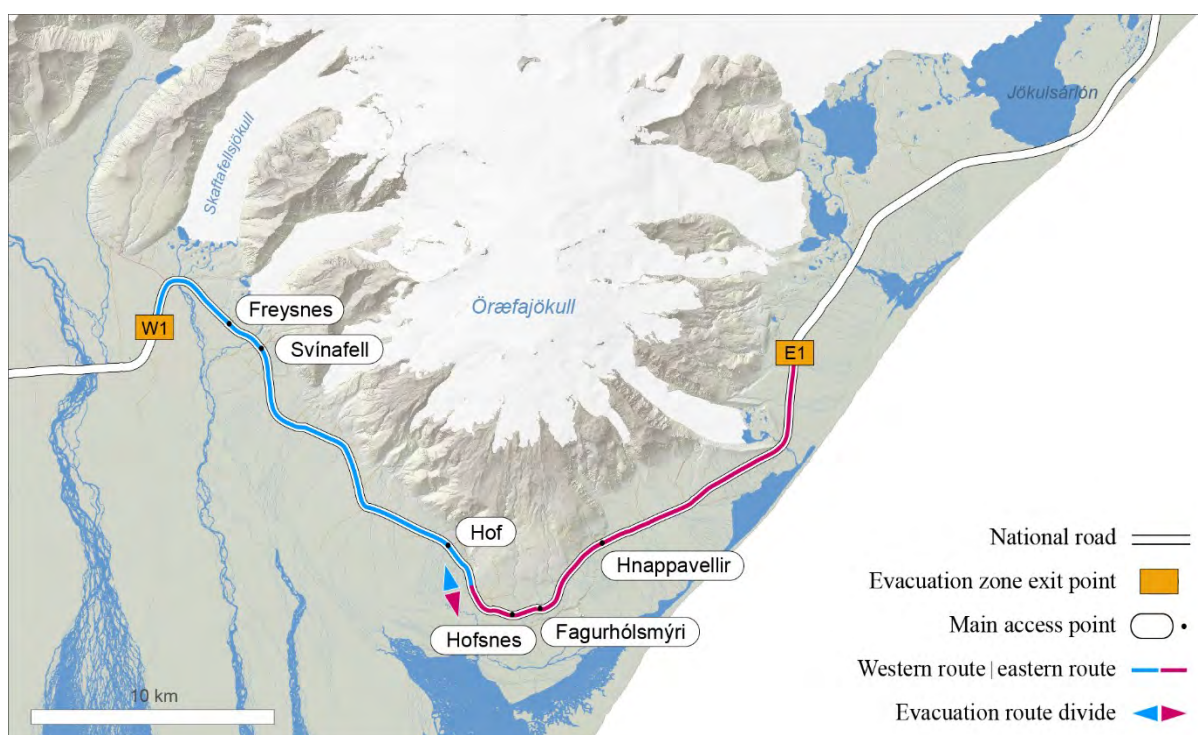 Jökulsárlón
Skaftafellsjökull
Freysnes
W1
Svínafell
Öræfajökull
E1
Hof
Hnappavellir
Hofsnes
Fagurhólsmýri
10 km
National road
Evacuation zone exit point
Main access point
Western route | eastern route
Evacuation route divide